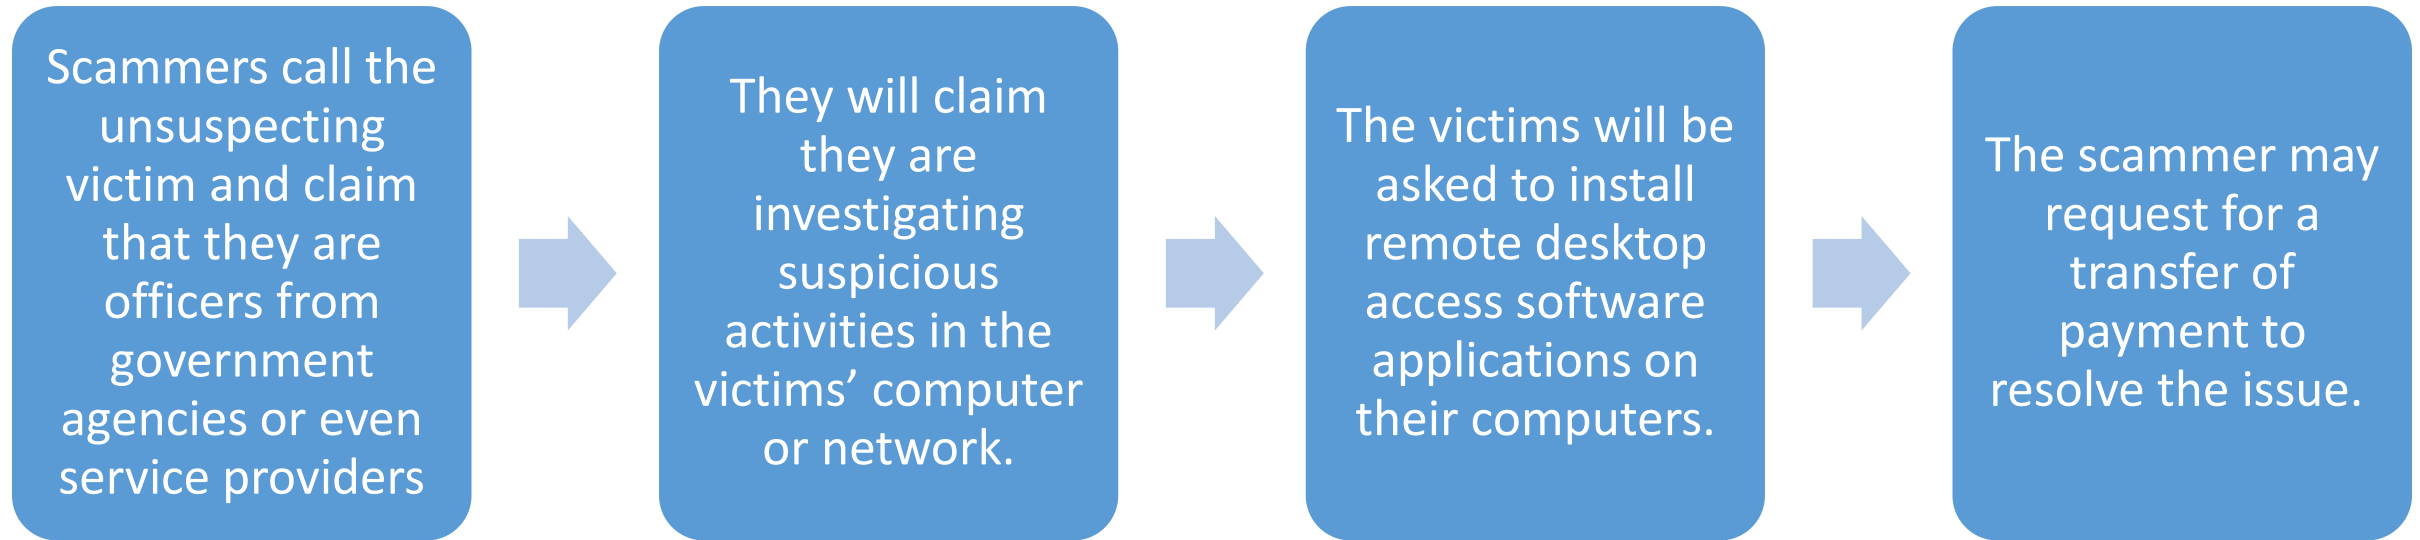 Scammers call the
unsuspecting
victim and claim
that they are
officers from
government
agencies or even
service providers
They will claim
they are
investigating
suspicious
activities in the
victims’ computer
or network.
The victims will be
asked to install
remote desktop
access software
applications on
their computers.
The scammer may
request for a
transfer of
payment to
resolve the issue.